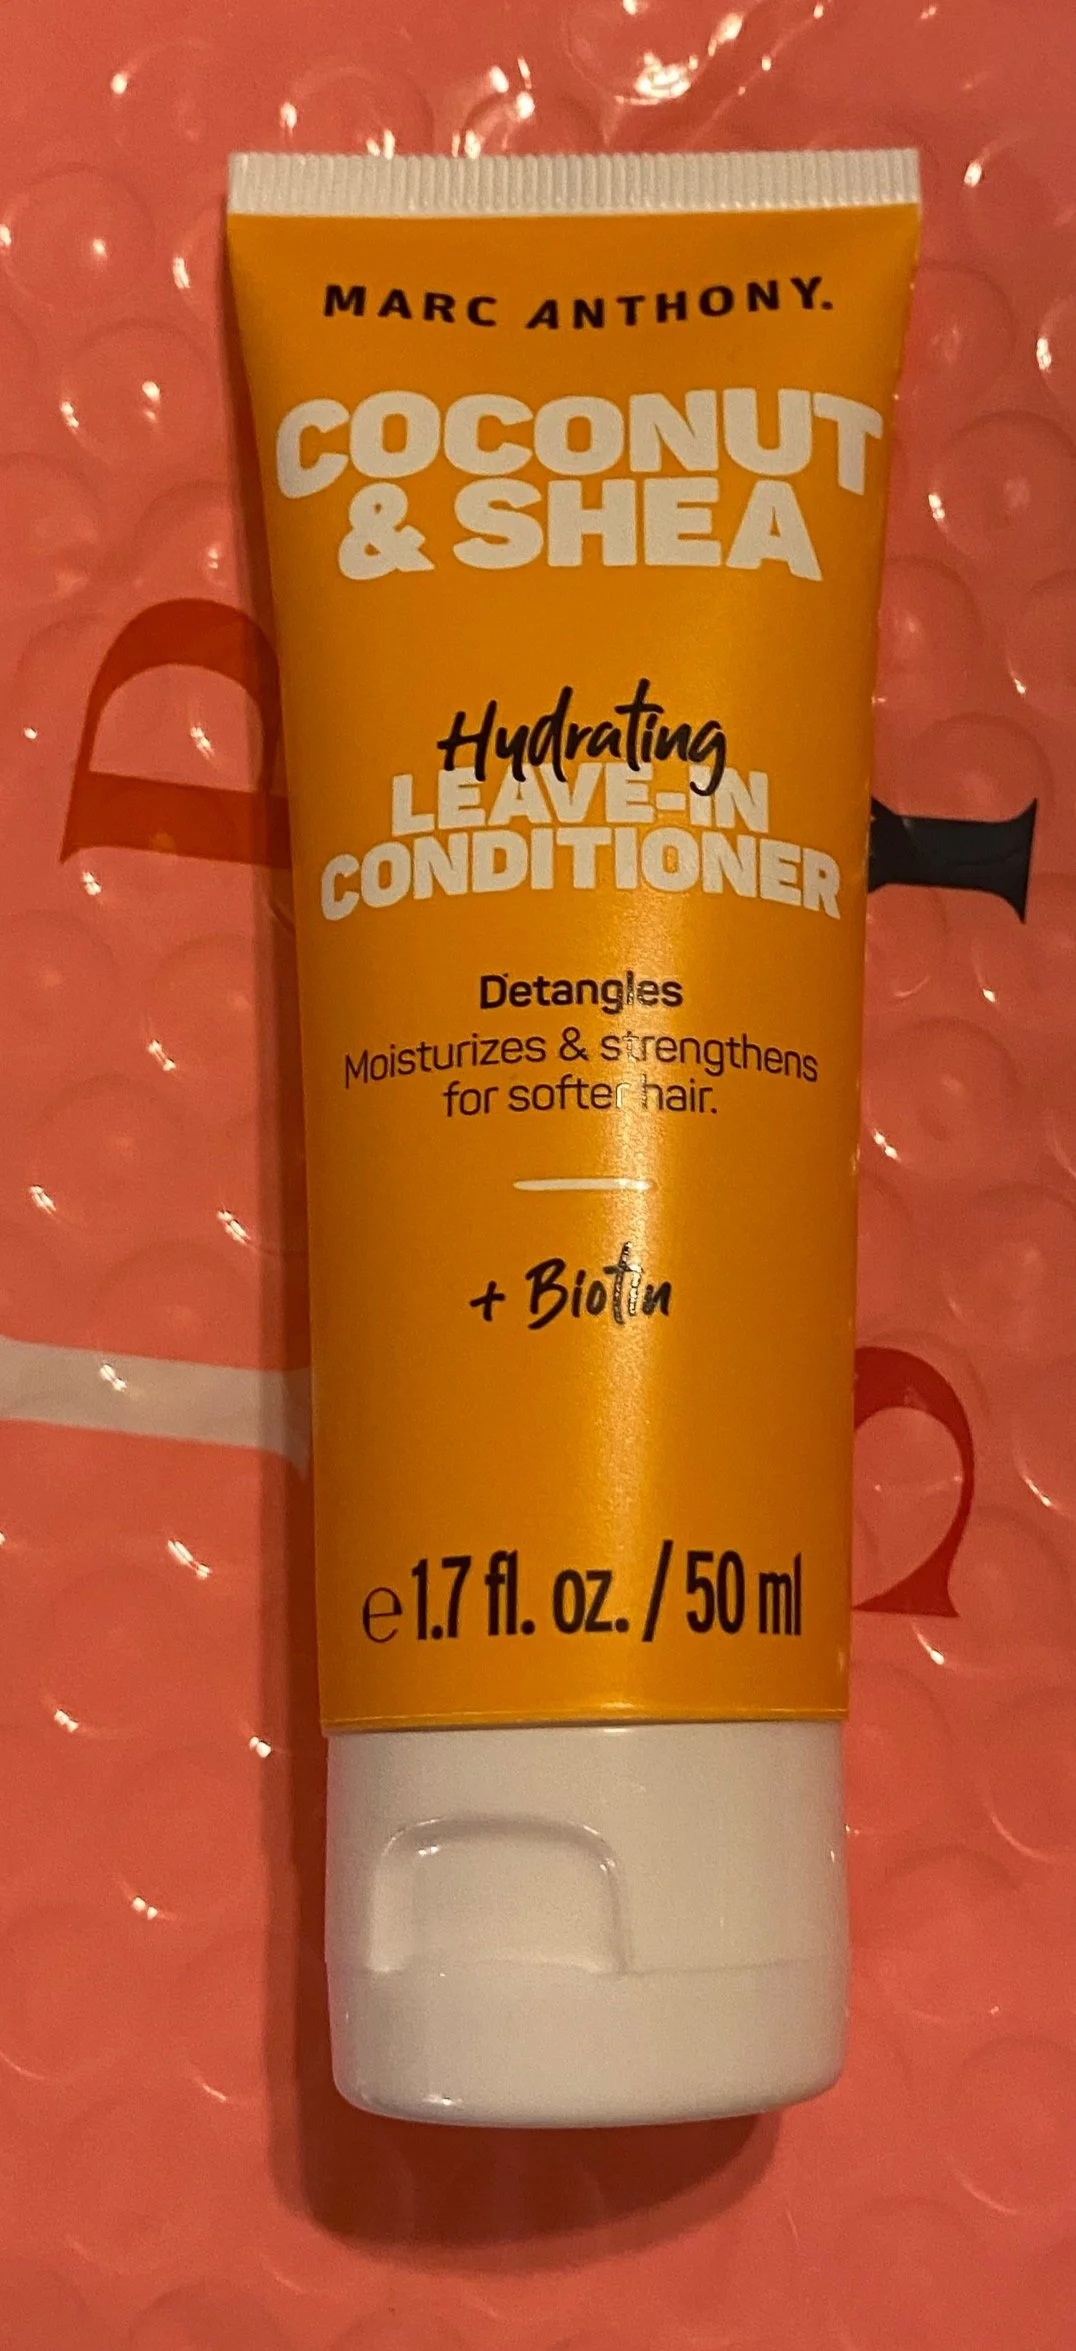 MARC ANTHONY.
COCONUT
& SHEA
Hydrating
LEAVE-IN
CONDITIONER
Detangles
Moisturizes & strengthens
for softer hair.
+ Biotin
e 1.7 fl. oz. / 50 ml